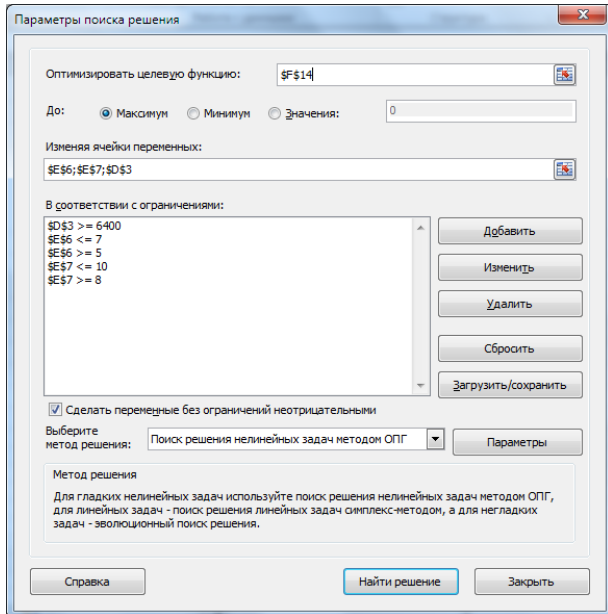 Параметры поиска решения
Оптимизировать целевую функцию: $F$14
До: Максимум Минимум Значения: 0
Изменяя ячейки переменных:
$E$6;$E$7;$D$3
В соответствии с ограничениями:
$D$3 >= 6400
$E$6 <= 7
$E$6 >= 5
$E$7 <= 10
$E$7 >= 8
Добавить
Изменить
Удалить
Сбросить
Загрузить/сохранить
Сделать переменные без ограничений неотрицательными
Выберите
метод решения: Поиск решения нелинейных задач методом ОПГ Параметры
Метод решения
Для гладких нелинейных задач используйте поиск решения нелинейных задач методом ОПГ,
для линейных задач - поиск решения линейных задач симплекс-методом, а для негладких
задач - эволюционный поиск решения.
Справка Найти решение Закрыть